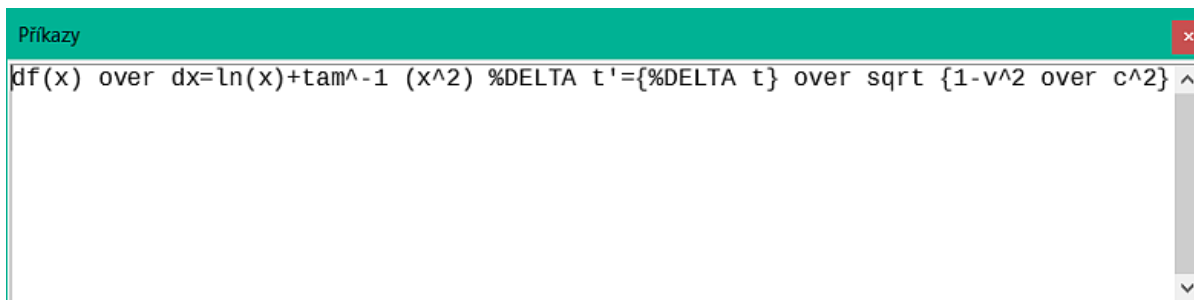 Příkazy
df(x) over dx=ln(x)+tam^-1 (x^2) %DELTA t'={%DELTA t} over sqrt {1-v^2 over c^2}